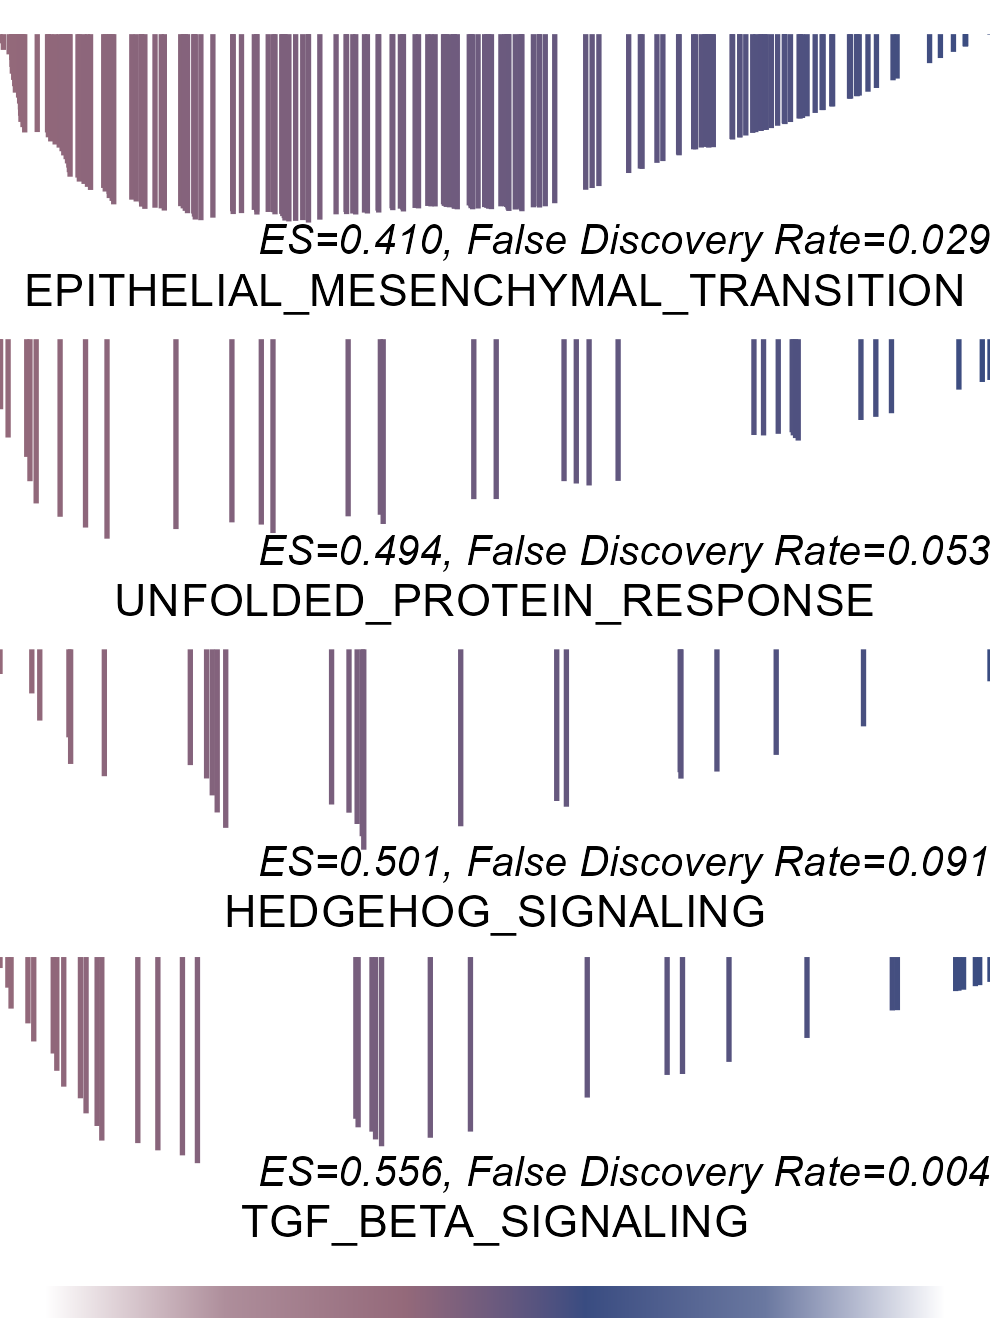 ES=0.410, False Discovery Rate=0.029
EPITHELIAL_MESENCHYMAL_TRANSITION
ES=0.494, False Discovery Rate=0.053
UNFOLDED_PROTEIN_RESPONSE
ES=0.501, False Discovery Rate=0.091
HEDGEHOG_SIGNALING
ES=0.556, False Discovery Rate=0.004
TGF_BETA_SIGNALING